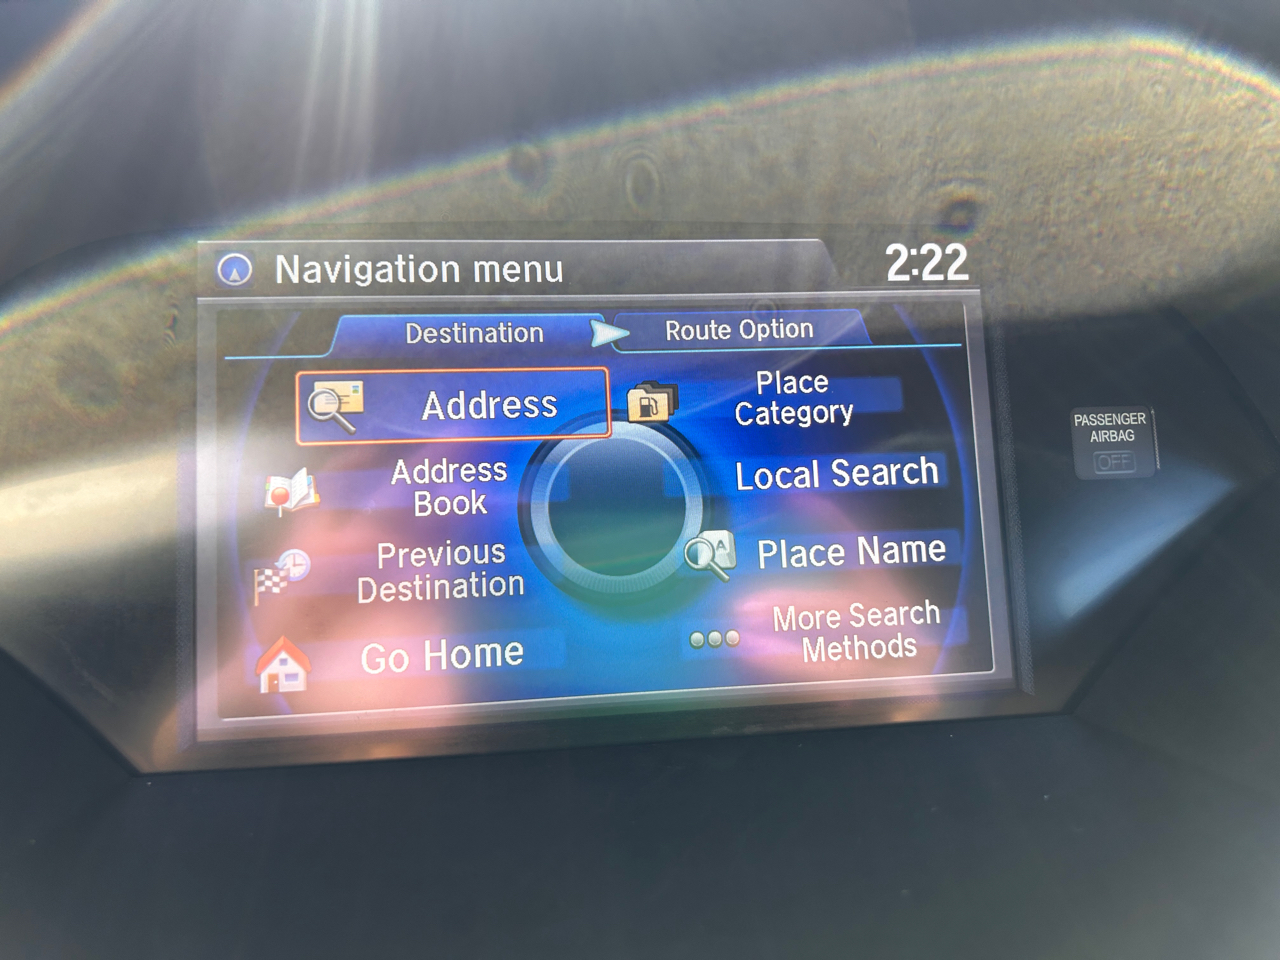 Navigation menu
2:22
Destination
Route Option
Address
Place
Category
Address
Book
Local Search
Previous
Destination
Place Name
Go Home
More Search
Methods
PASSENGER
AIRBAG
OFF
A